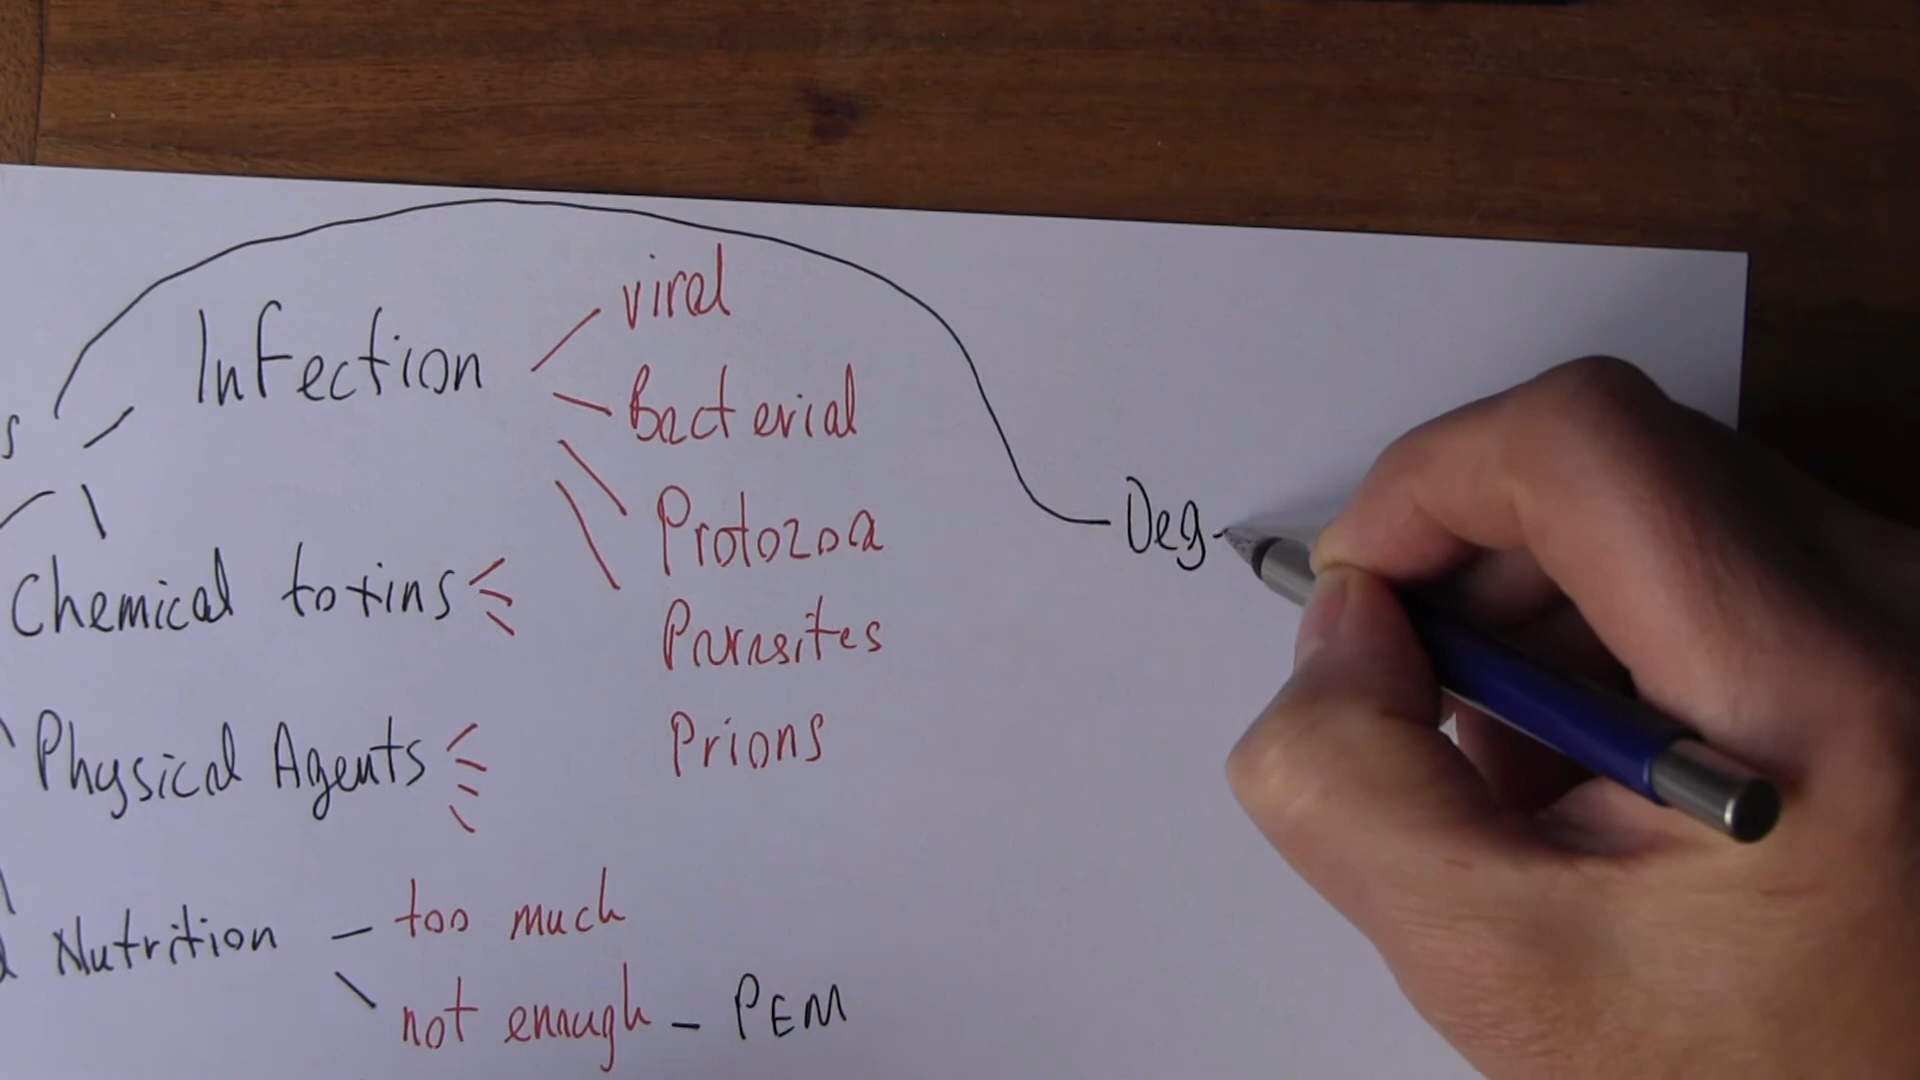 s
Infection
viral
Bacterial
Protozoa
Parasites
Prions
Deg
Chemical toxins
Physical Agents
Nutrition - too much
not enough - PEM